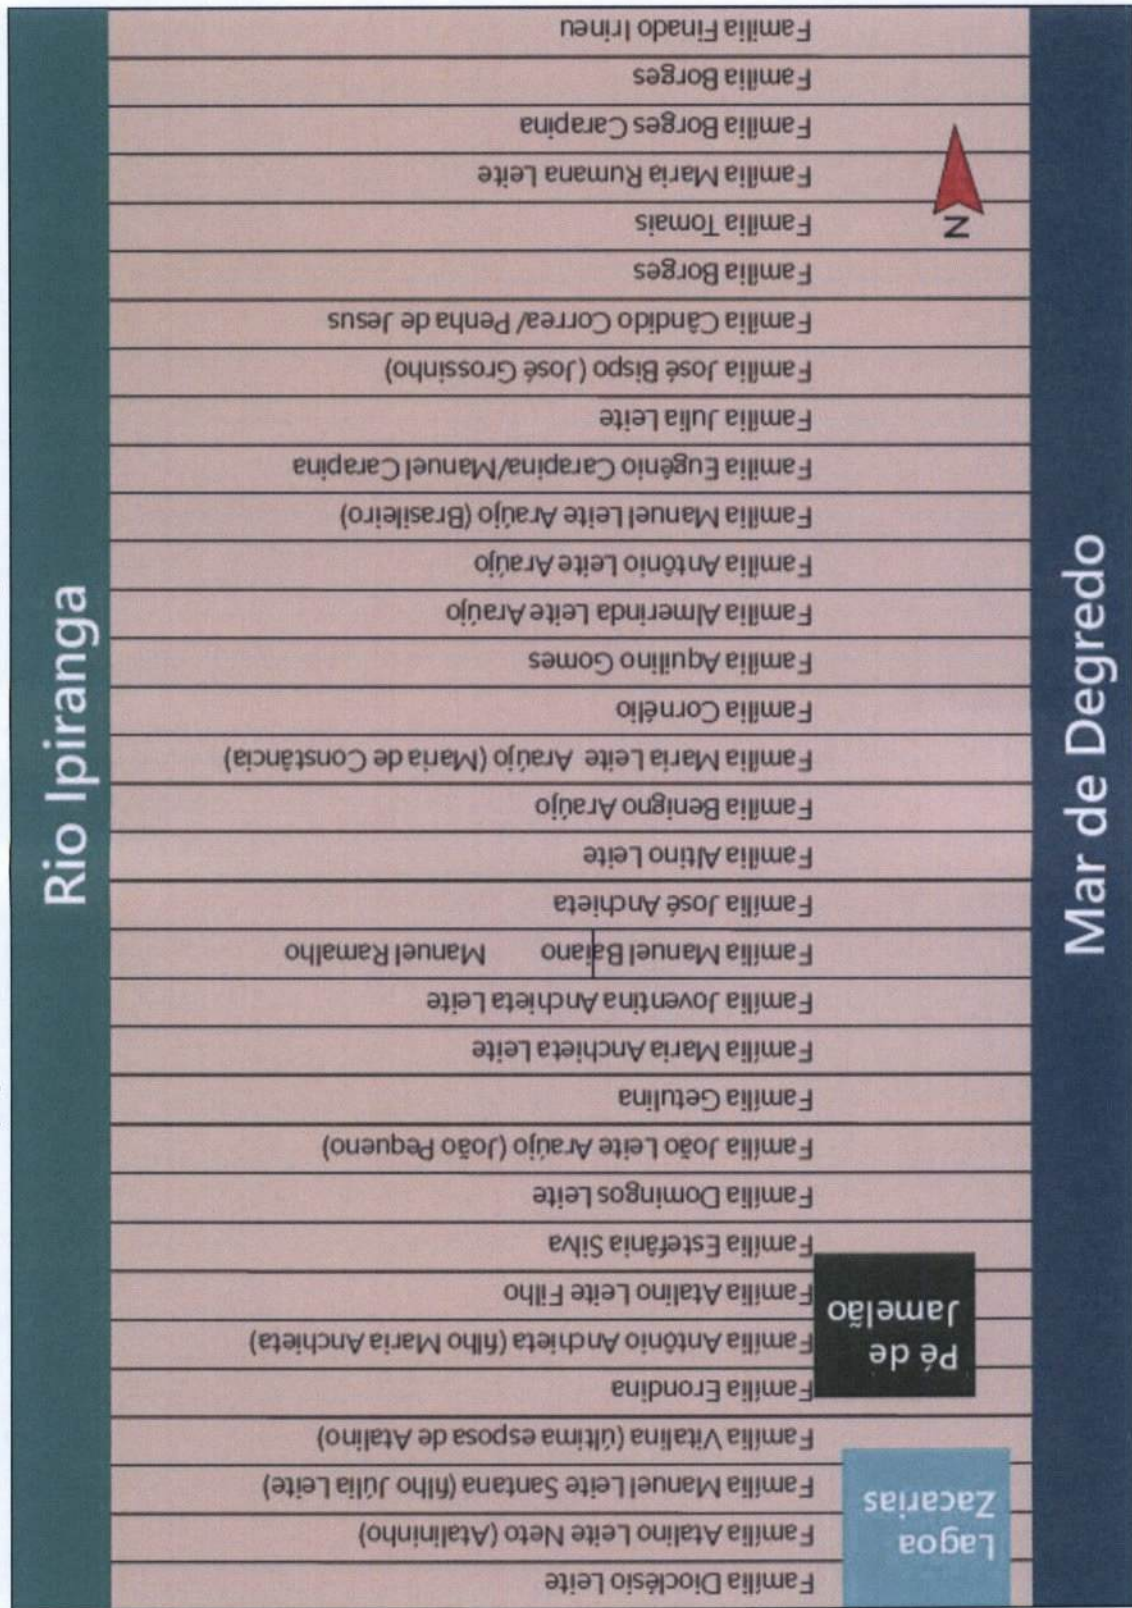 Família Dioclésio Leite
Família Atalino Leite Neto (Atalininho)
Família Manuel Leite Santana (filho Júlia Leite)
Família Vitalina (última esposa de Atalino)
Família Erondina
Família Antônio Anchieta (filho Maria Anchieta)
Família Atalino Leite Filho
Família Estefânia Silva
Família Domingos Leite
Família João Leite Araújo (João Pequeno)
Família Getulina
Família Maria Anchieta Leite
Família Joventina Anchieta Leite
Família Manuel Baiano Manuel Ramalho
Família José Anchieta
Família Altino Leite
Família Benigno Araújo
Família Maria Leite Araújo (Maria de Constância)
Família Cornélio
Família Aquilino Gomes
Família Almerinda Leite Araújo
Família Antônio Leite Araújo
Família Manuel Leite Araújo (Brasileiro)
Família Eugênio Carapina/Manuel Carapina
Família Julia Leite
Família José Bispo (José Grossinho)
Família Cândido Correa/ Penha de Jesus
Família Borges
Família Tomais
Família Maria Rumana Leite
Família Borges Carapina
Família Borges
Família Finado Irineu
Lagoa
Zacarias
Pé de
Jamelão
N
Mar de Degredo
Rio Ipiranga